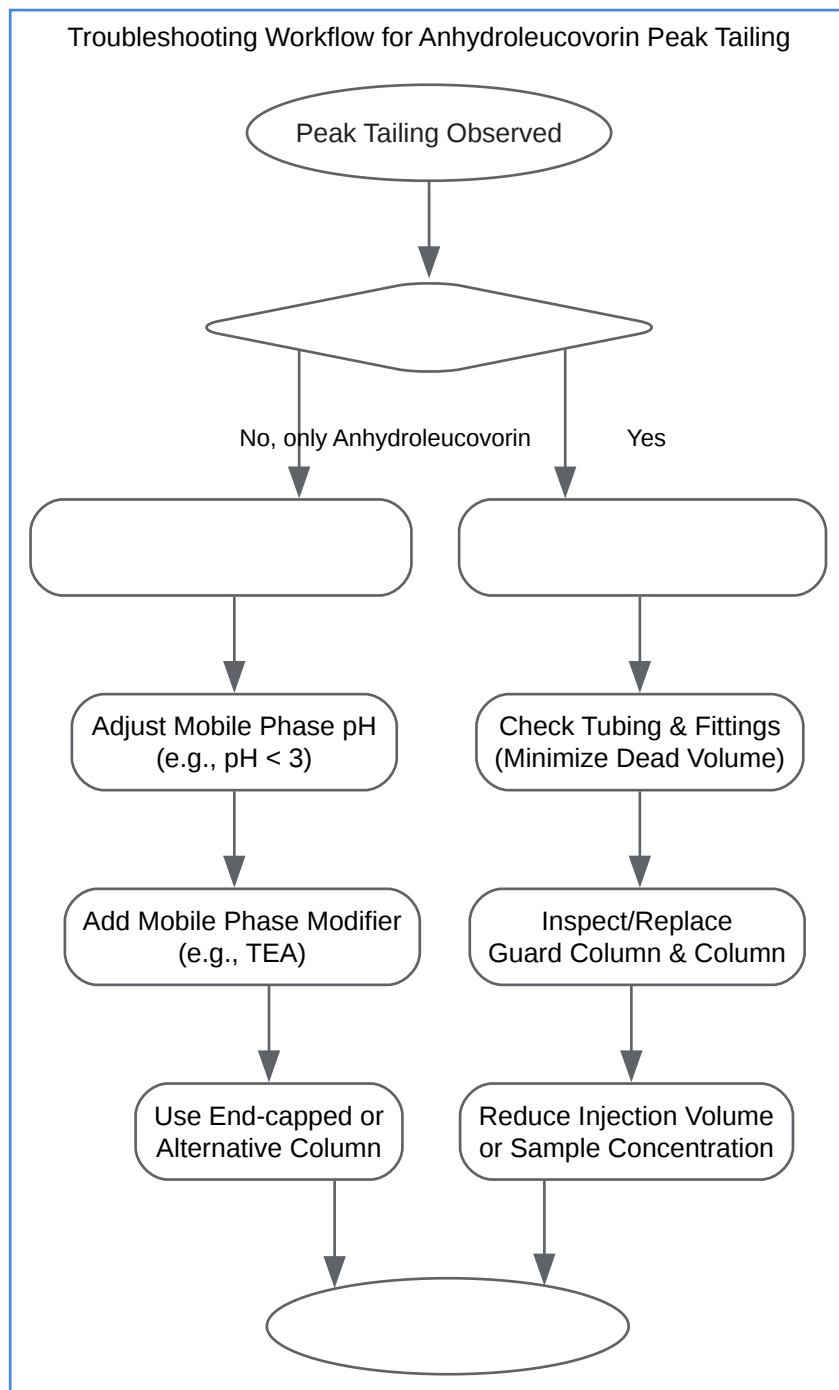 Troubleshooting Workflow for Anhydroleucovorin Peak Tailing
Peak Tailing Observed
No, only Anhydroleucovorin
Yes
Adjust Mobile Phase pH
(e.g., pH < 3)
Check Tubing & Fittings
(Minimize Dead Volume)
Add Mobile Phase Modifier
(e.g., TEA)
Inspect/Replace
Guard Column & Column
Use End-capped or
Alternative Column
Reduce Injection Volume
or Sample Concentration